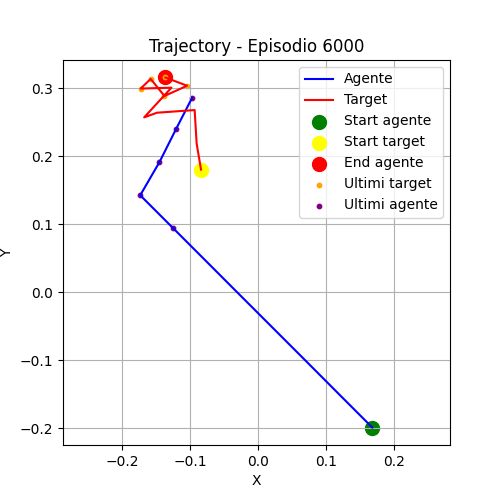 Trajectory - Episodio 6000
Agente
Target
Start agente
Start target
End agente
Ultimi target
Ultimi agente
0.3
0.2
0.1
0.0
−0.1
−0.2
Y
−0.2
−0.1
0.0
0.1
0.2
X